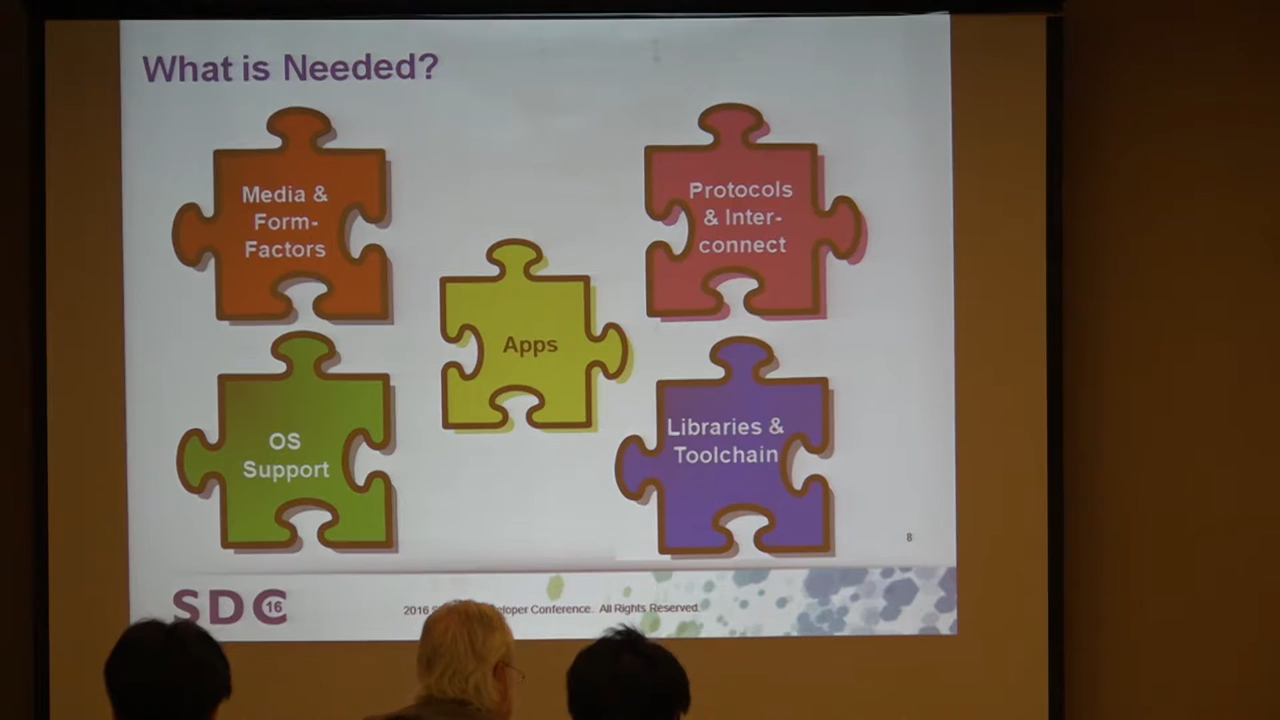 What is Needed?
Media &
Form-
Factors
Protocols
& Inter-
connect
Apps
OS
Support
Libraries &
Toolchain
8
SDC
16
2016 Conference. All Rights Reserved.